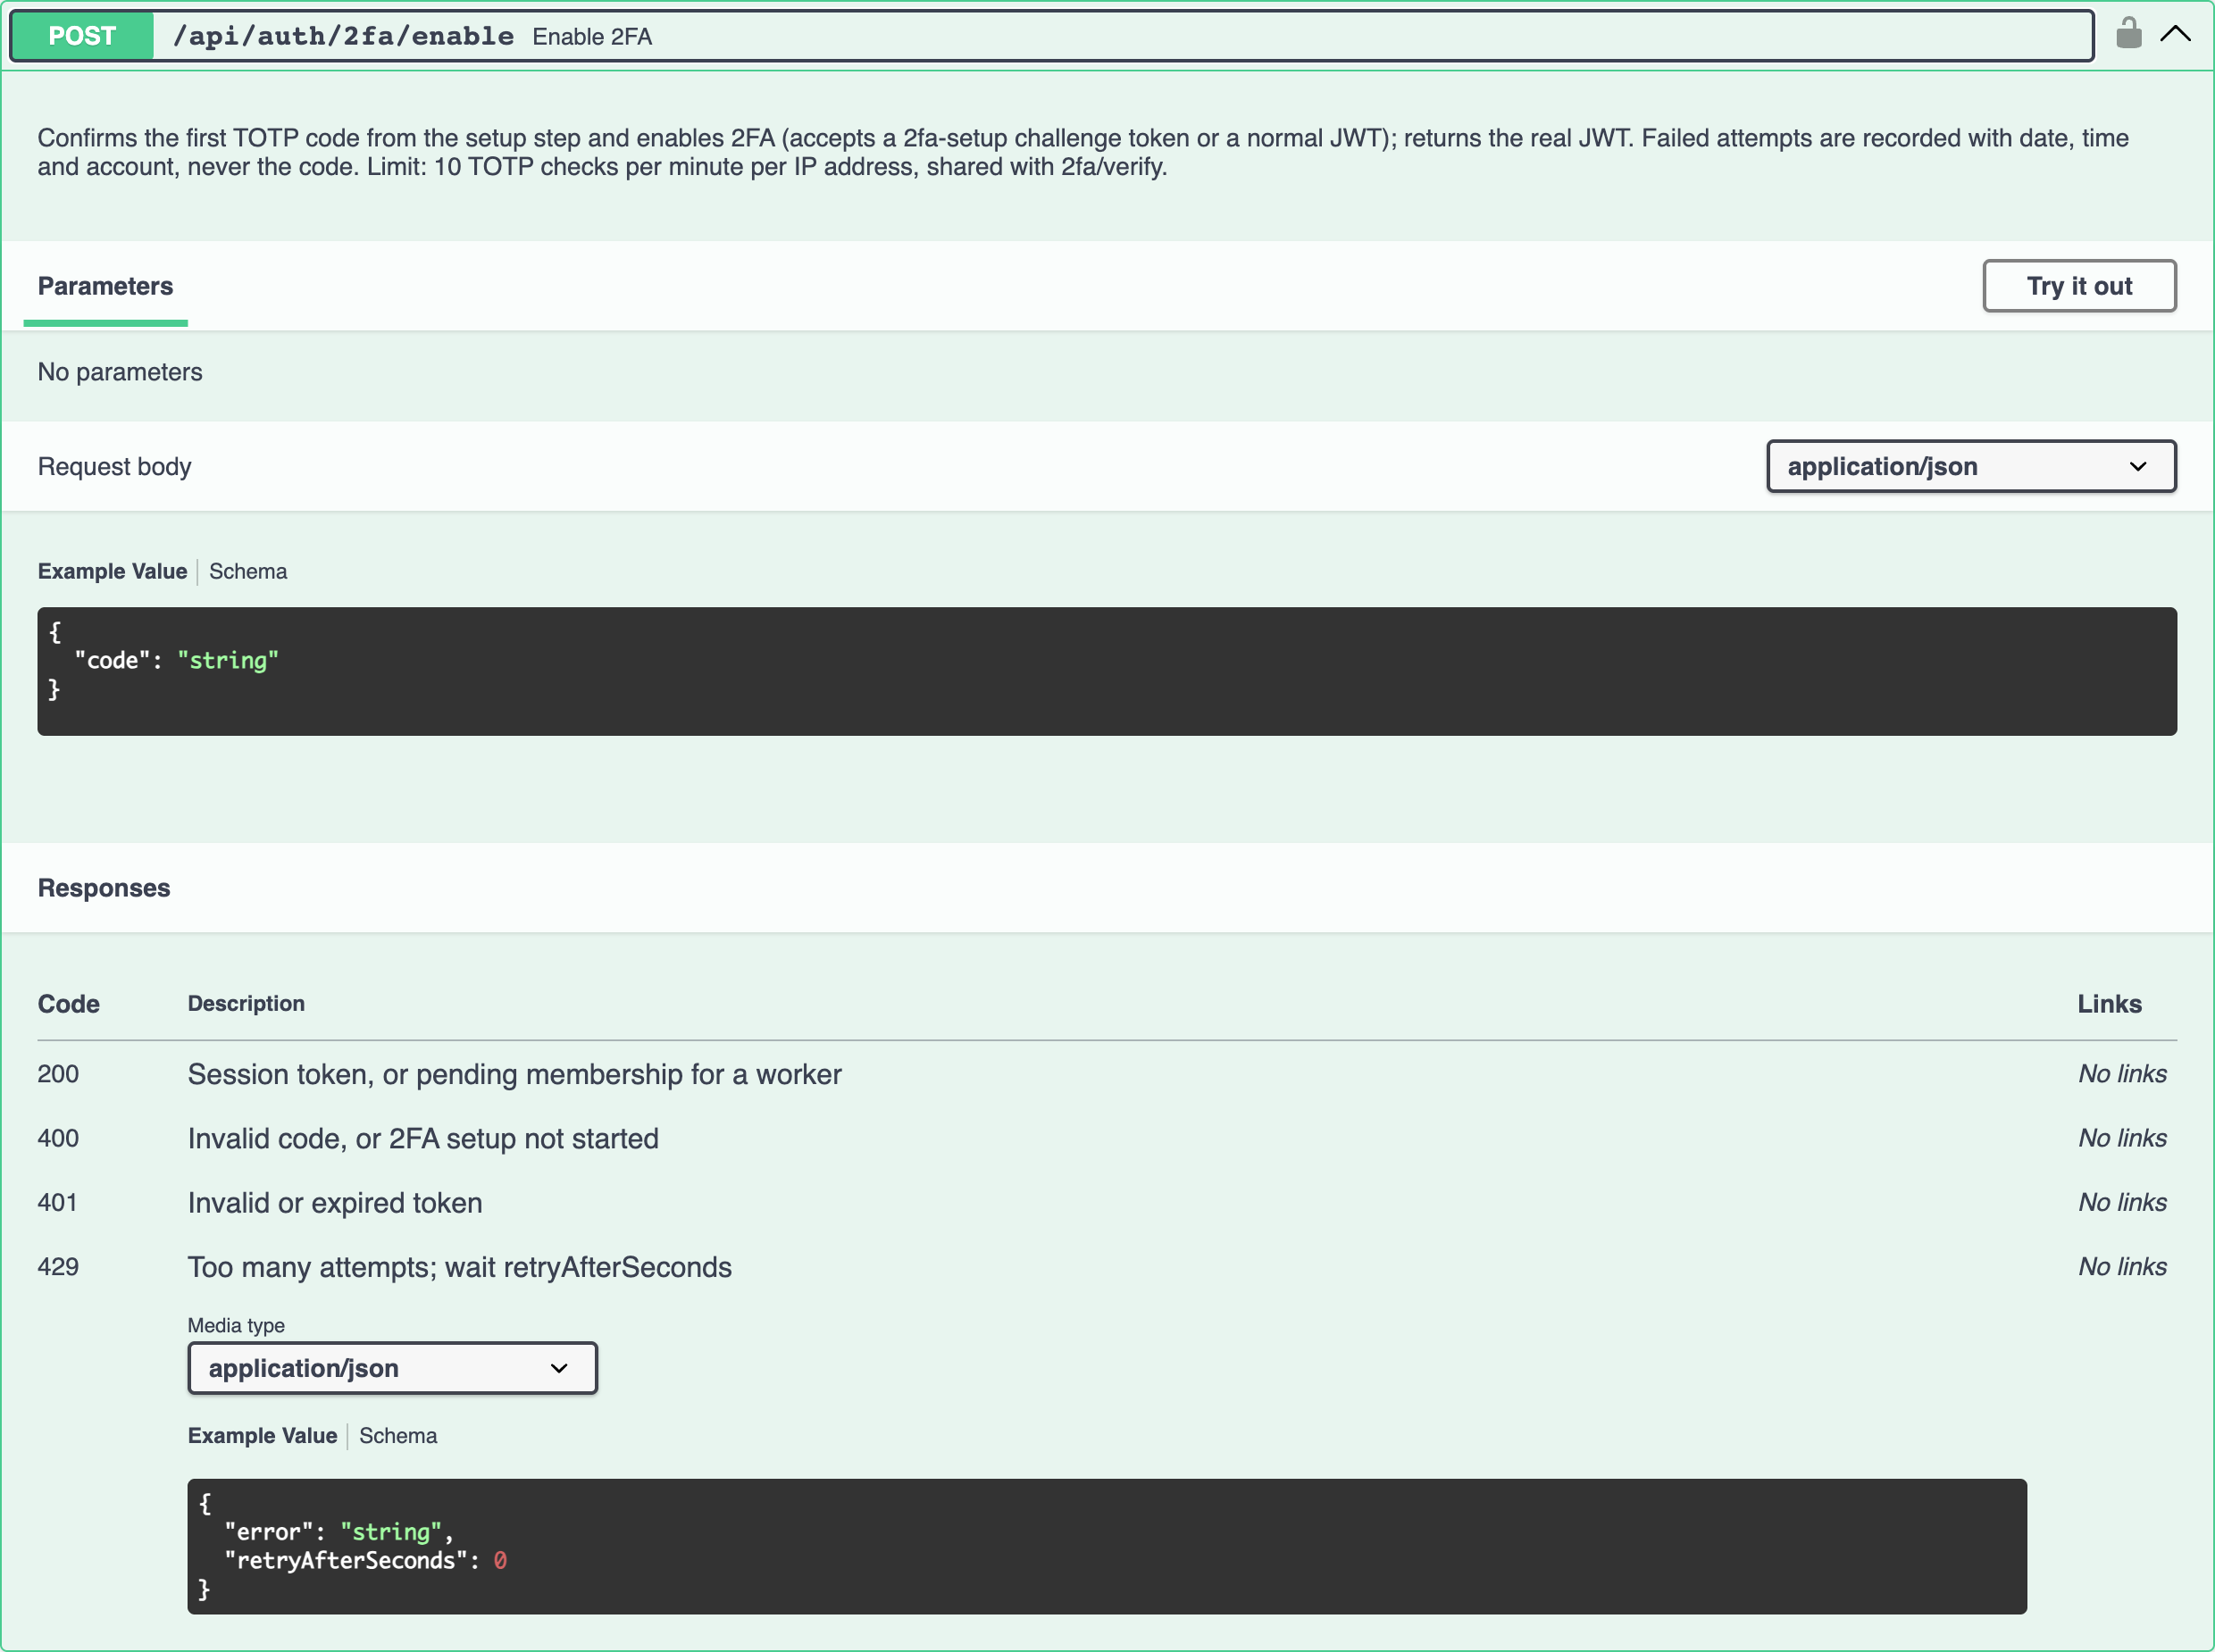 POST /api/auth/2fa/enable Enable 2FA
Confirms the first TOTP code from the setup step and enables 2FA (accepts a 2fa-setup challenge token or a normal JWT); returns the real JWT. Failed attempts are recorded with date, time
and account, never the code. Limit: 10 TOTP checks per minute per IP address, shared with 2fa/verify.
Parameters Try it out
No parameters
Request body application/json
Example Value Schema
{
  "code": "string"
}
Responses
Code Description Links
200 Session token, or pending membership for a worker No links
400 Invalid code, or 2FA setup not started No links
401 Invalid or expired token No links
429 Too many attempts; wait retryAfterSeconds No links
Media type
application/json
Example Value Schema
{
  "error": "string",
  "retryAfterSeconds": 0
}